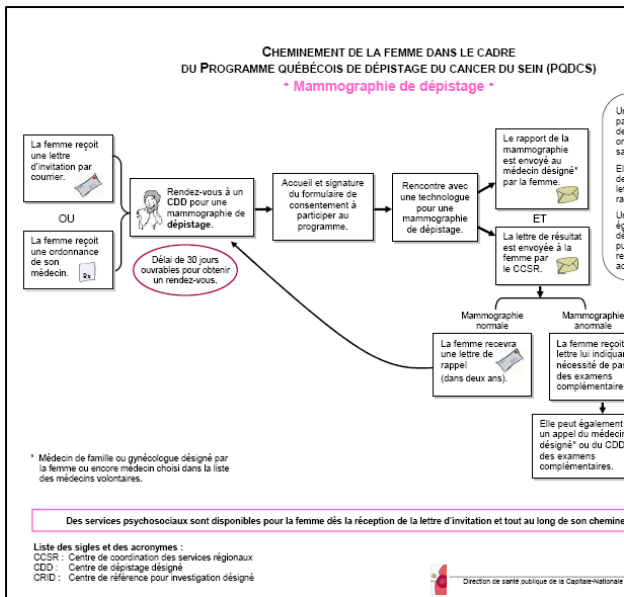 CHEMINEMENT DE LA FEMME DANS LE CADRE
DU PROGRAMME QUÉBÉCOIS DE DÉPISTAGE DU CANCER DU SEIN (PQDCS)
- Mammographie de dépistage -
La femme reçoit
une lettre
d'invitation par
courrier.
OU
La femme reçoit
une ordonnance
de son
médecin.
Rx
Rendez-vous à un
CDD pour une
mammographie de
dépistage.
Délai de 30 jours
ouvrables pour obtenir
un rendez-vous.
Accueil et signature
du formulaire de
consentement à
participer au
programme.
Rencontre avec
une technologue
pour une
mammographie
de dépistage.
Le rapport de la
mammographie
est envoyé au
médecin désigné*
par la femme.
ET
La lettre de résultat
est envoyée à la
femme par
le CCSR.
Mammographie
normale
La femme recevra
une lettre de
rappel
(dans deux ans).
Mammographie
anormale
La femme reçoit
lettre lui indiquan
nécessité de pas
des examens
complémentaire
Elle peut également
un appel du médecin
désigné* ou du CDD
des examens
complémentaires.
* Médecin de famille ou gynécologue désigné par
la femme ou encore médecin choisi dans la liste
des médecins volontaires.
Des services psychosociaux sont disponibles pour la femme dès la réception de la lettre d'invitation et tout au long de son chemine
Liste des sigles et des acronymes :
CCSR : Centre de coordination des services régionaux
CDD : Centre de dépistage désigné
CRID : Centre de référence pour investigation désigné
Direction de santé publique de la Capitale-Nationale